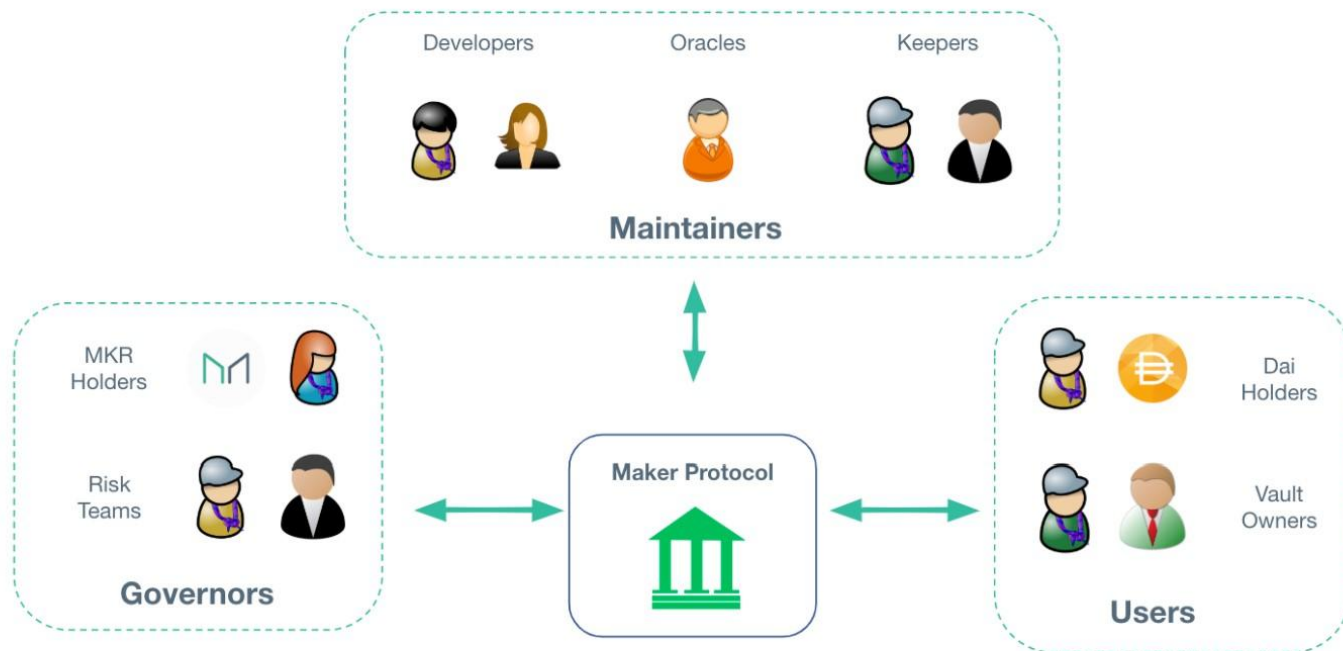 Developers
Oracles
Keepers
Maintainers
MKR
Holders
Risk
Teams
Governors
Maker Protocol
Dai
Holders
Vault
Owners
Users